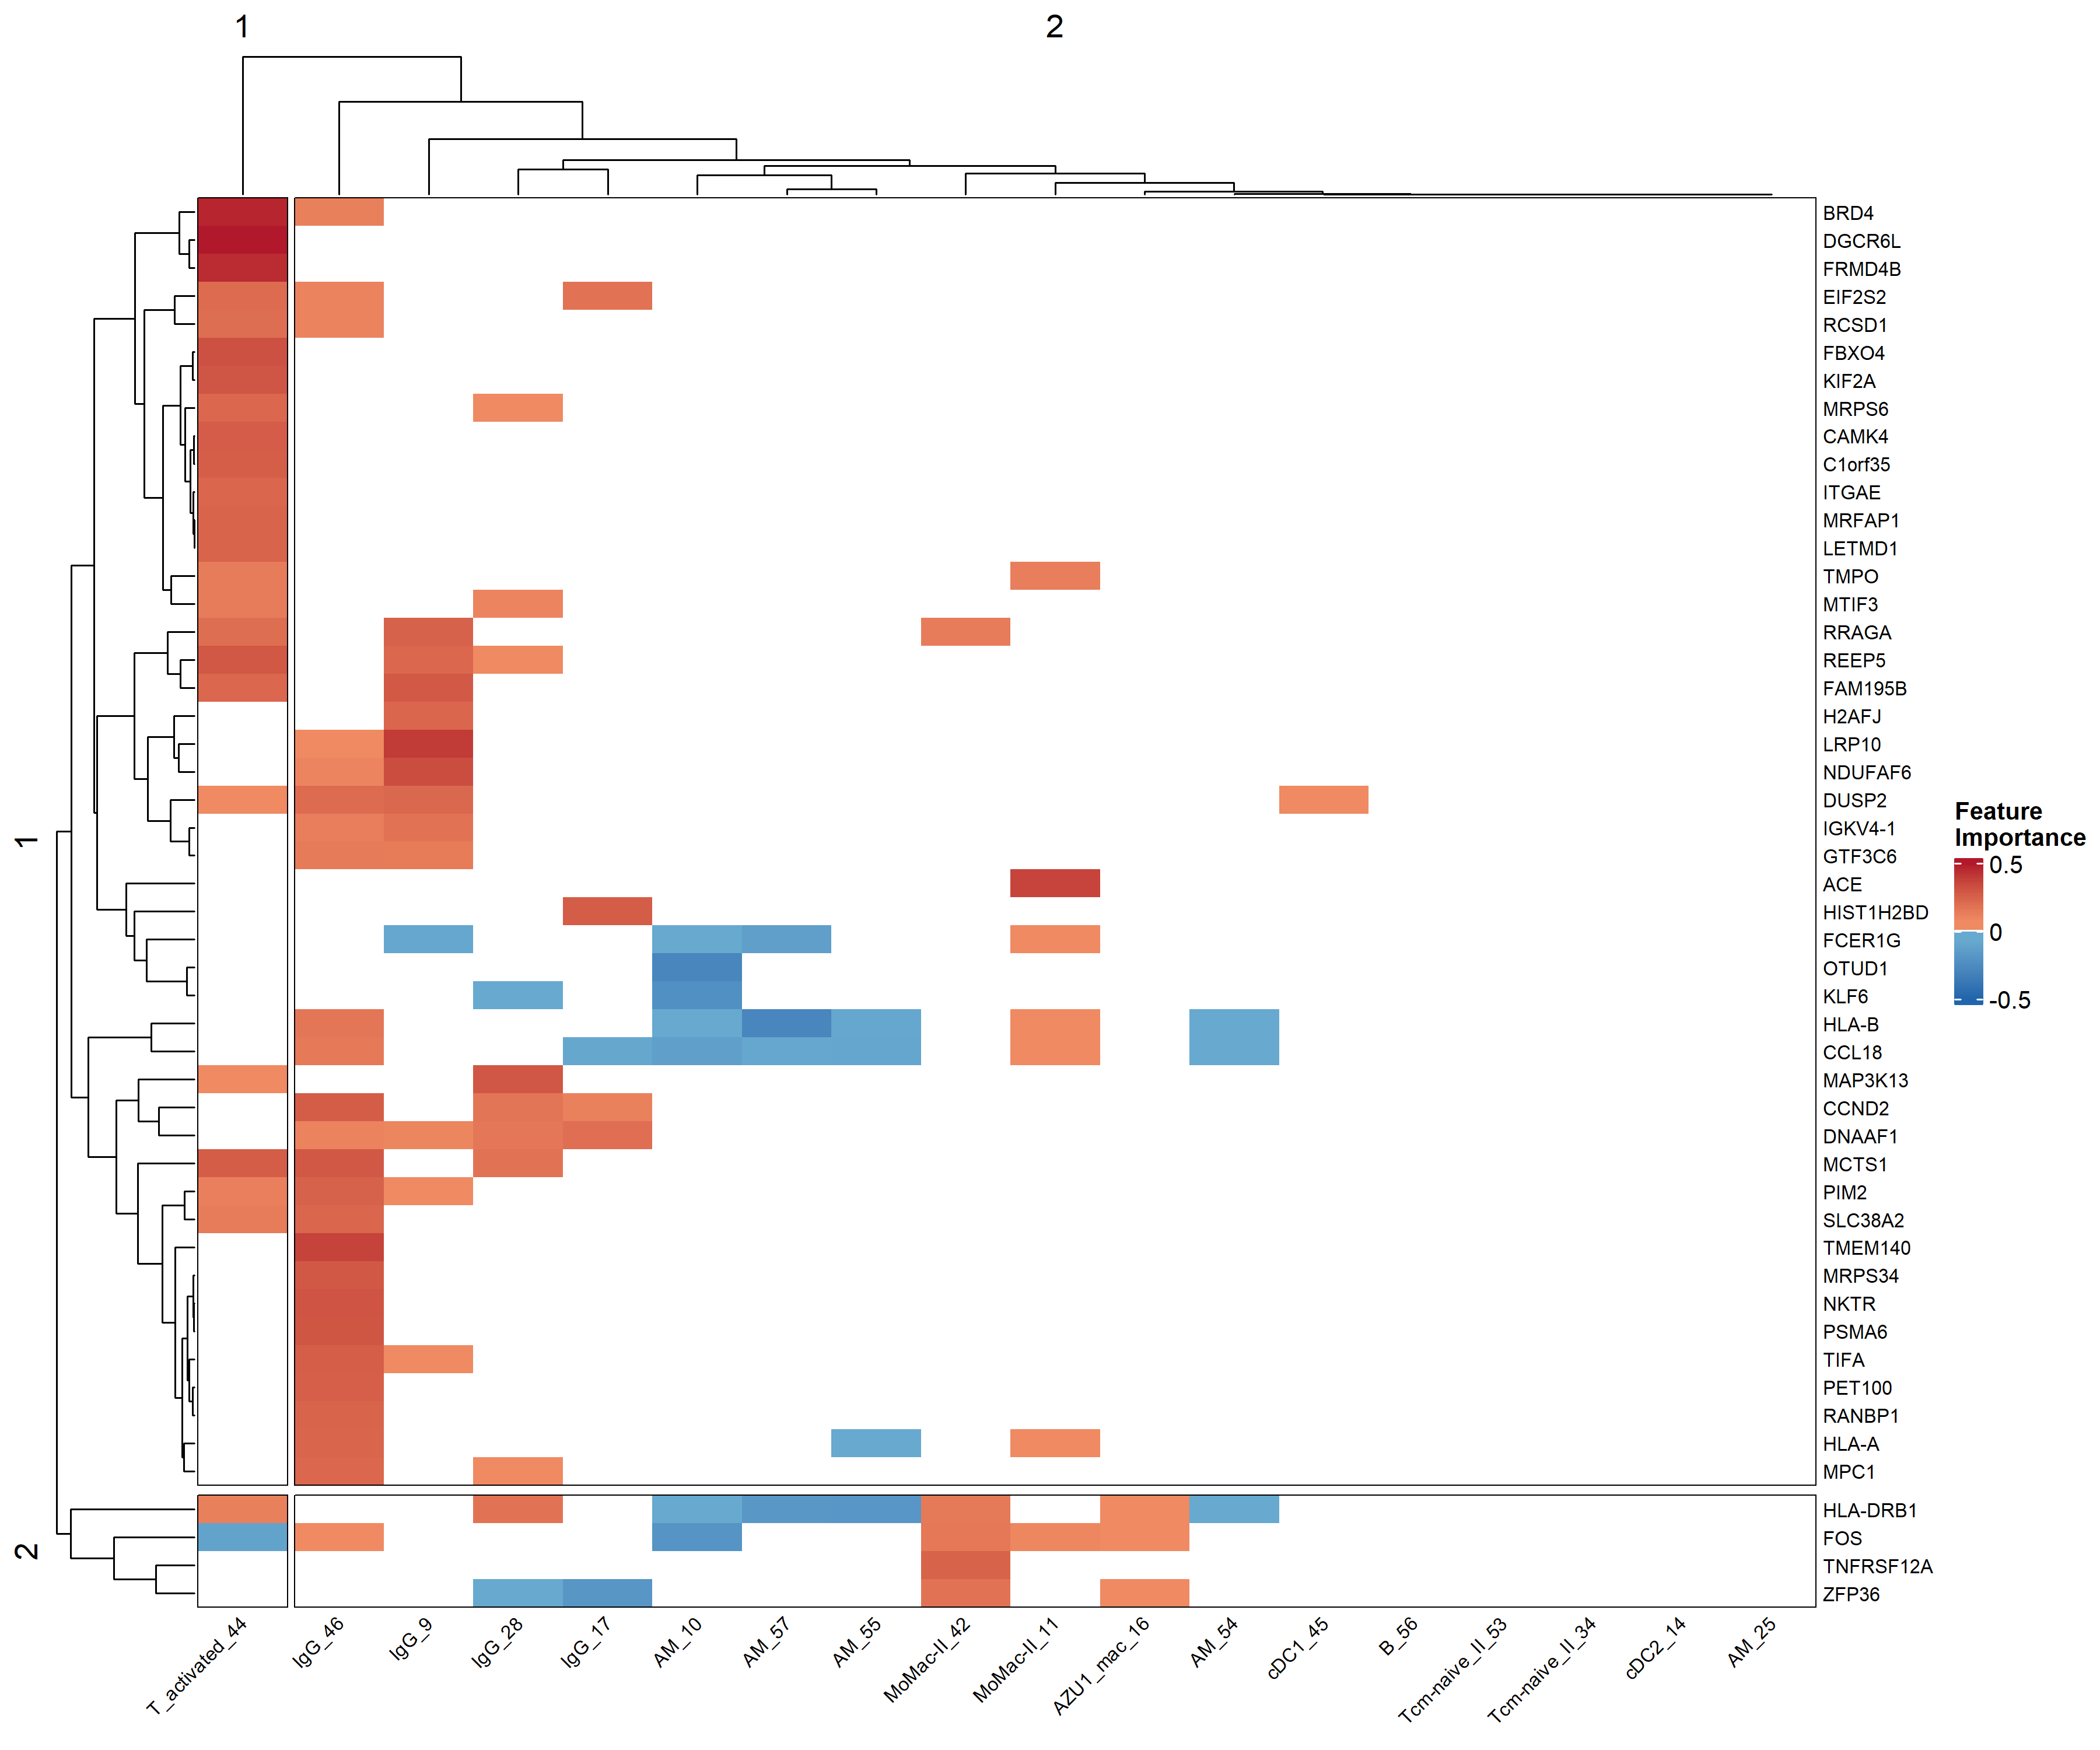 1
2
BRD4
DGCR6L
FRMD4B
EIF2S2
RCSD1
FBXO4
KIF2A
MRPS6
CAMK4
C1orf35
ITGAE
MRFAP1
LETMD1
TMPO
MTIF3
RRAGA
REEP5
FAM195B
H2AFJ
LRP10
NDUFAF6
DUSP2
IGKV4-1
GTF3C6
ACE
HIST1H2BD
FCER1G
OTUD1
KLF6
HLA-B
CCL18
MAP3K13
CCND2
DNAAF1
MCTS1
PIM2
SLC38A2
TMEM140
MRPS34
NKTR
PSMA6
TIFA
PET100
RANBP1
HLA-A
MPC1
HLA-DRB1
FOS
TNFRSF12A
ZFP36
1
2
Feature
Importance
0.5
0
-0.5
T_activated_44
IgG_46
IgG_9
IgG_28
IgG_17
AM_10
AM_57
AM_55
MoMac-II_42
MoMac-II_11
AZU1_mac_16
AM_54
cDC1_45
B_56
Tcm-naive_II_53
Tcm-naive_II_34
cDC2_14
AM_25